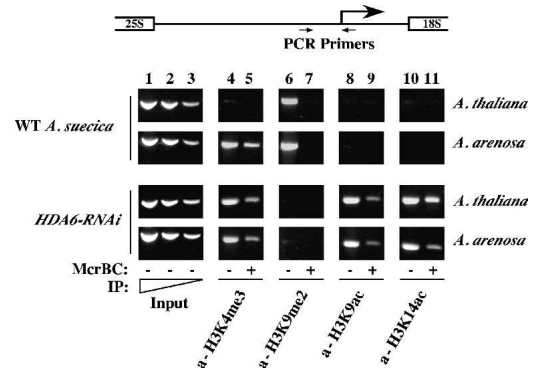 25S 18S
PCR Primers
1 2 3 4 5 6 7 8 9 10 11
WT A. suecica
A. thaliana
A. arenosa
HDA6-RNAi
A. thaliana
A. arenosa
McrBC: - - - - + - + - + - +
IP:
Input
a - H3K4me3
a - H3K9me2
a - H3K9ac
a - H3K14ac